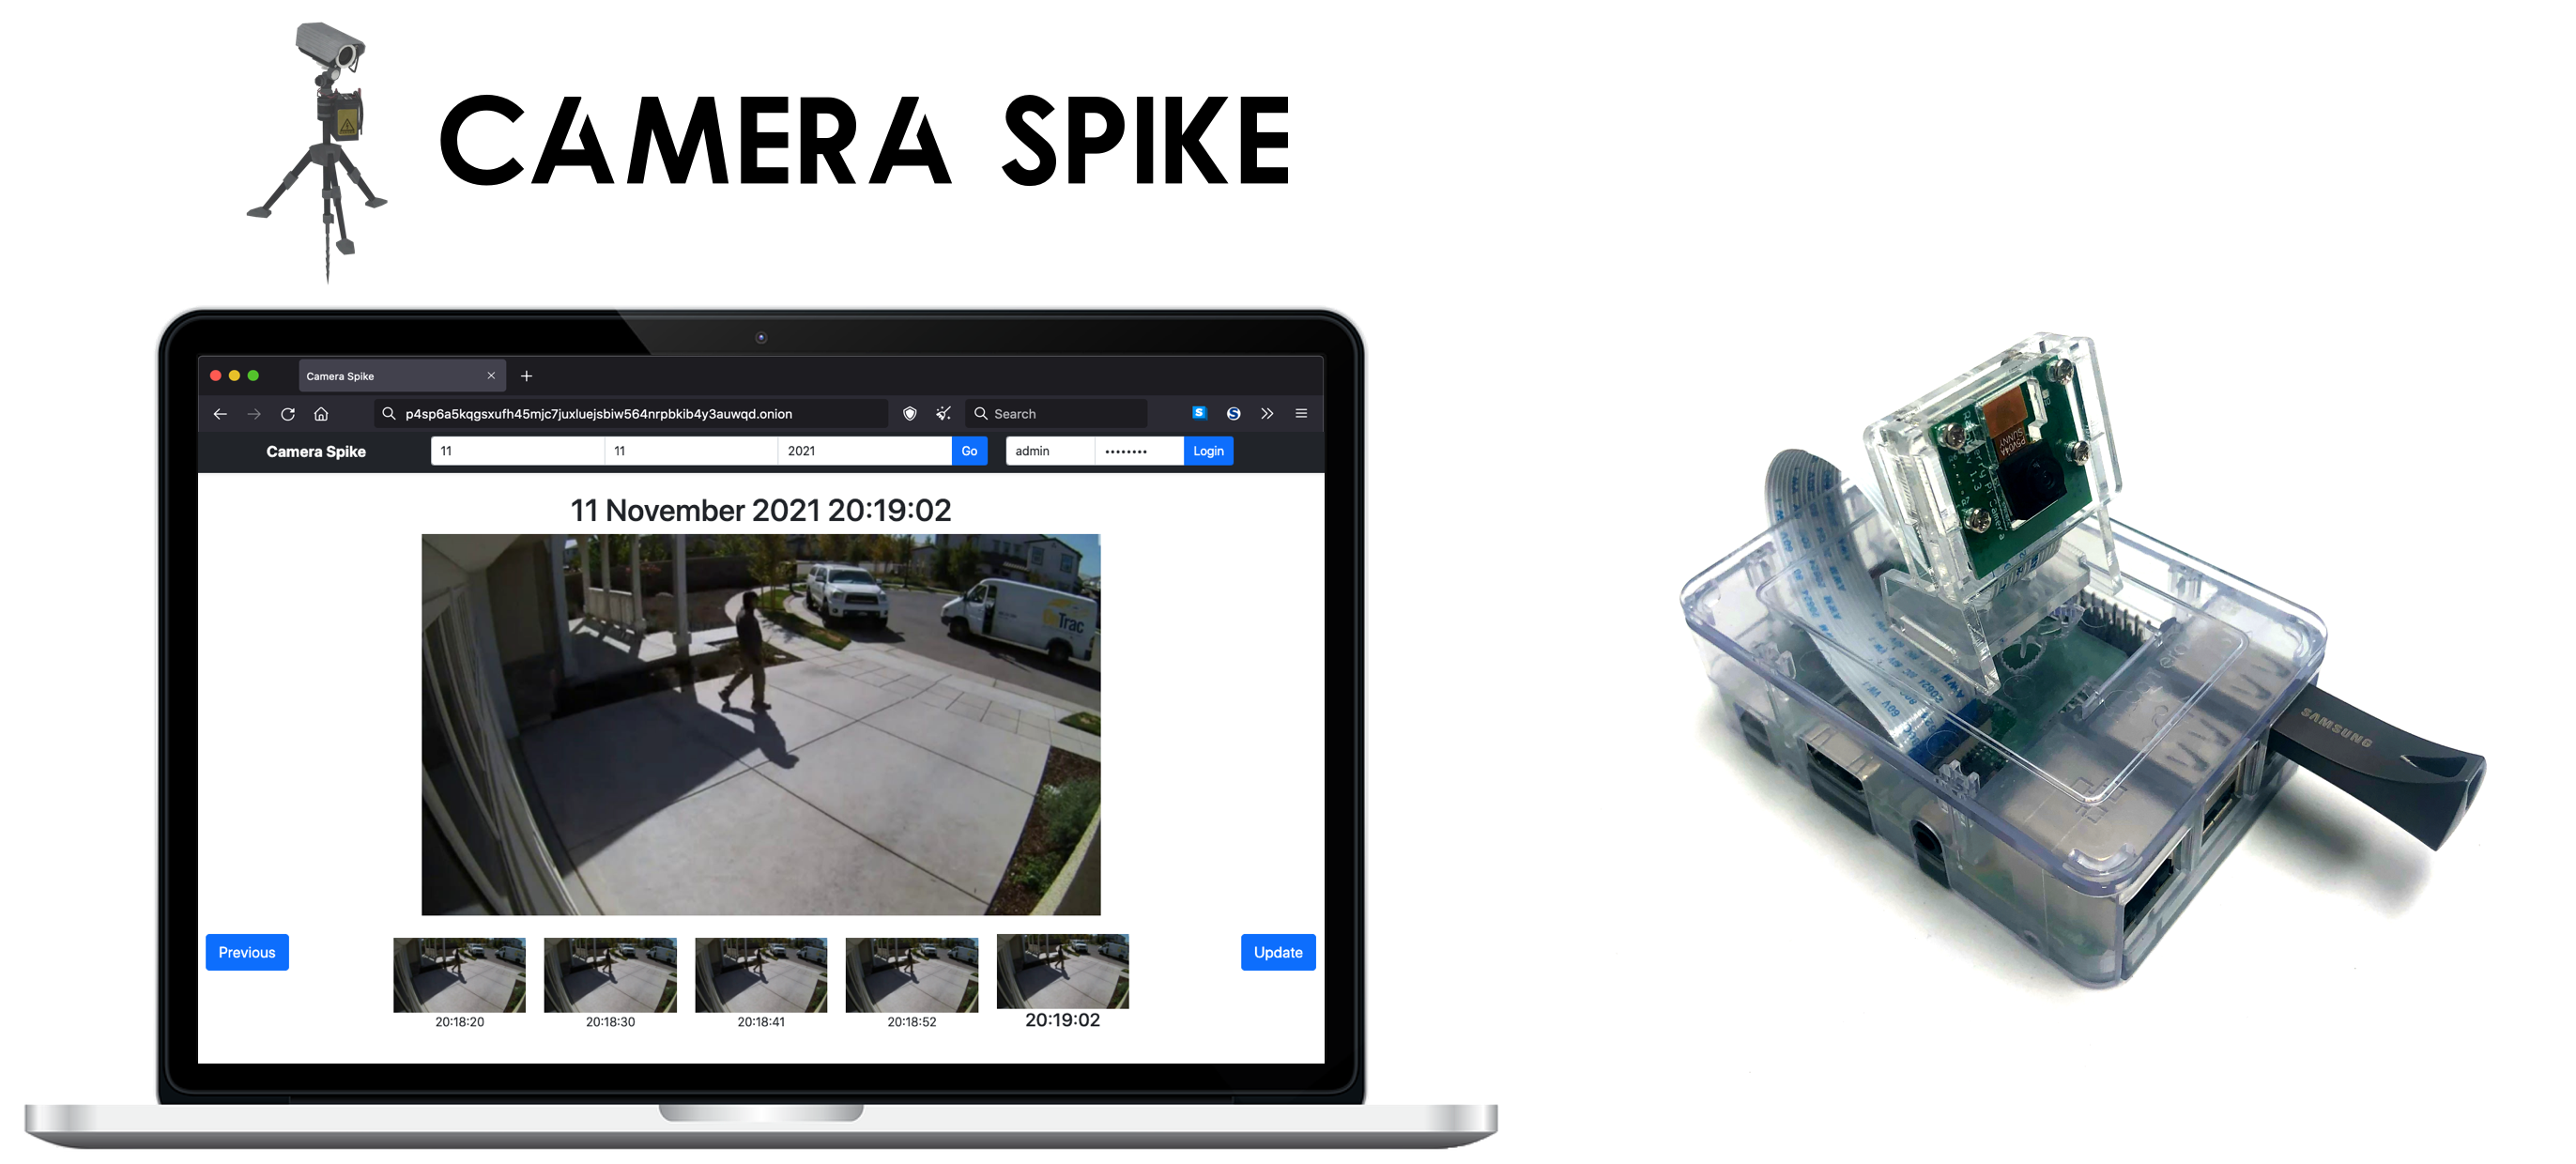 CAMERA SPIKE
Camera Spike
p4sp6a5kqgsxufh45mjc7juxluejsbiw564nrpbkib4y3auwqd.onion
Search
Camera Spike
11
11
2021
Go
admin
••••••••
Login
11 November 2021 20:19:02
Trac
Previous
Update
20:18:20
20:18:30
20:18:41
20:18:52
20:19:02
P5V04A
SUNNY
SAMSUNG